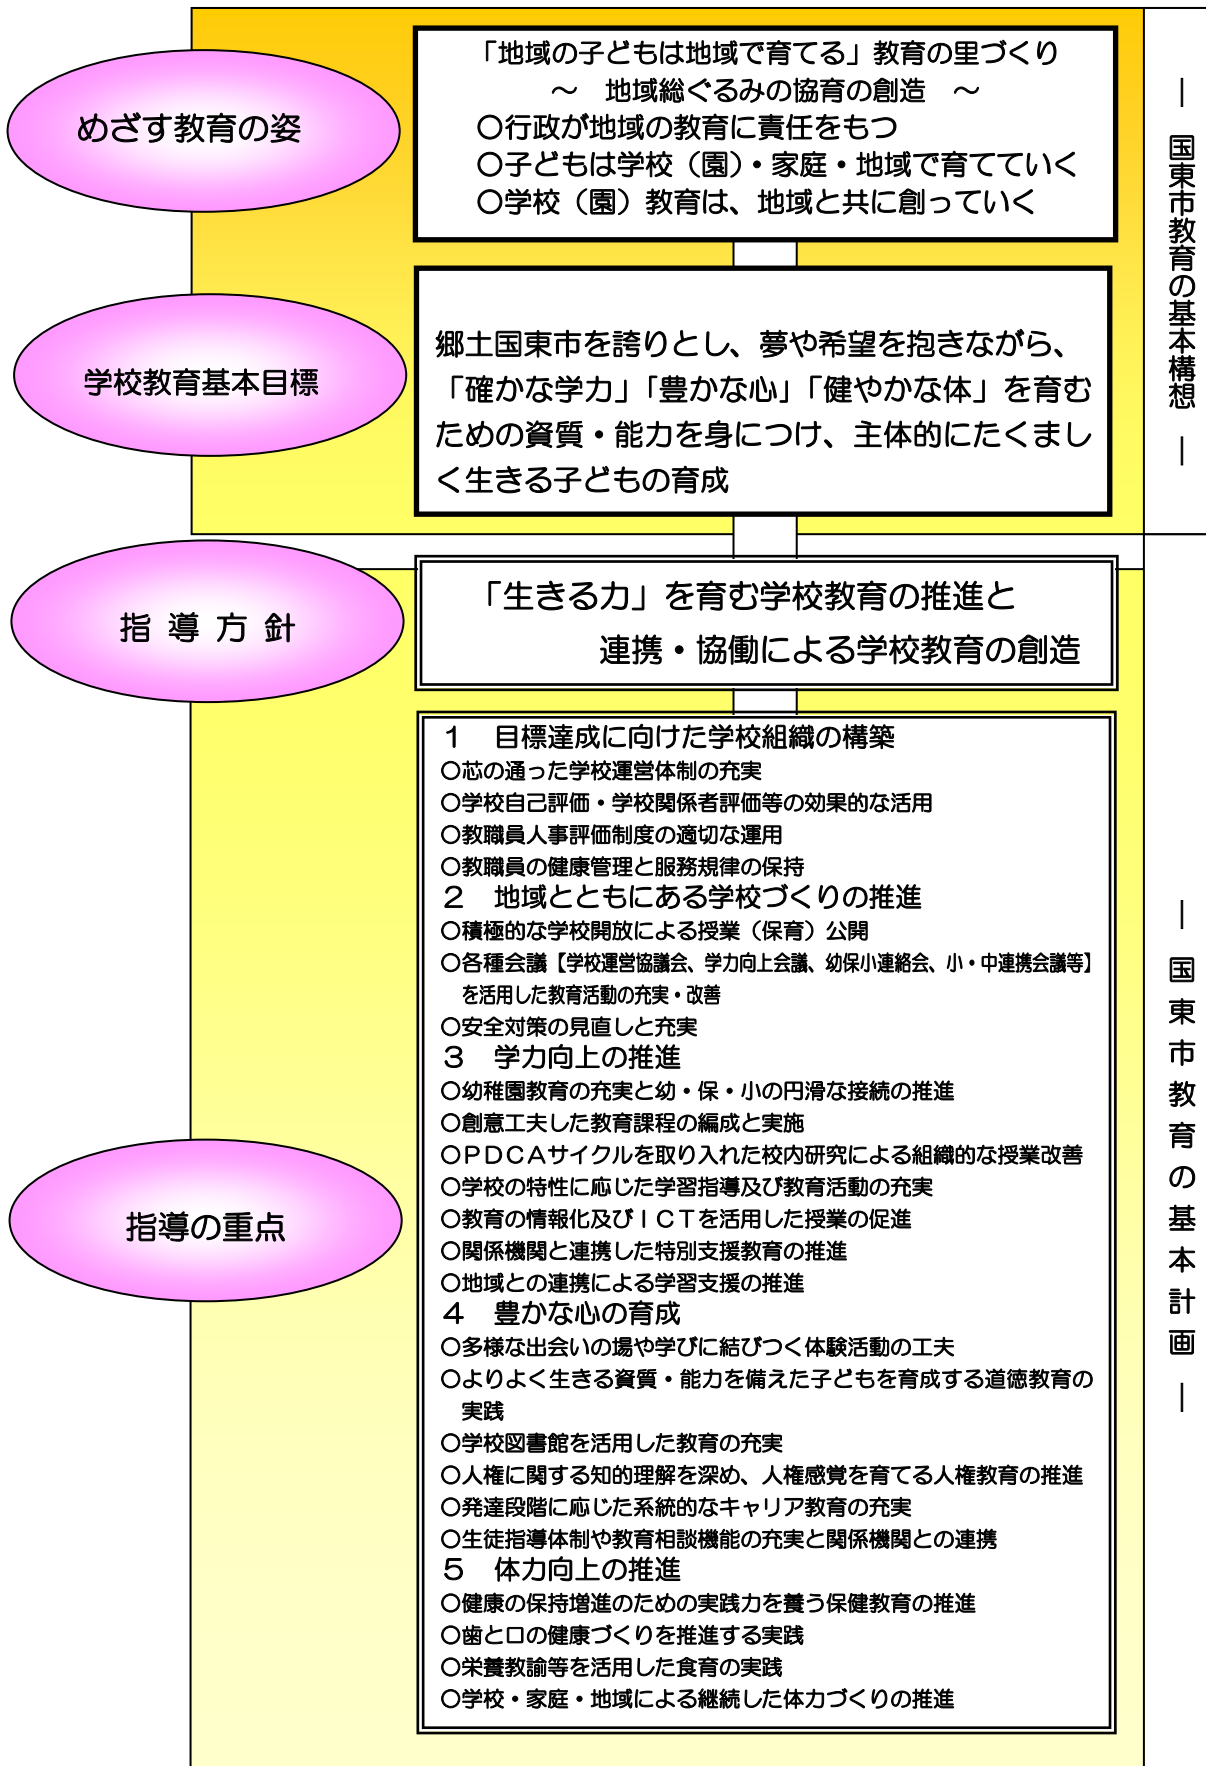 めざす教育の姿
「地域の子どもは地域で育てる」教育の里づくり
～　地域総ぐるみの協育の創造　～
〇行政が地域の教育に責任をもつ
〇子どもは学校（園）・家庭・地域で育てていく
〇学校（園）教育は、地域と共に創っていく
学校教育基本目標
郷土国東市を誇りとし、夢や希望を抱きながら、
「確かな学力」「豊かな心」「健やかな体」を育む
ための資質・能力を身につけ、主体的にたくまし
く生きる子どもの育成
｜　国東市教育の基本構想　｜
指 導 方 針
「生きる力」を育む学校教育の推進と
連携・協働による学校教育の創造
指導の重点
１　目標達成に向けた学校組織の構築
〇芯の通った学校運営体制の充実
〇学校自己評価・学校関係者評価等の効果的な活用
〇教職員人事評価制度の適切な運用
〇教職員の健康管理と服務規律の保持
２　地域とともにある学校づくりの推進
〇積極的な学校開放による授業（保育）公開
〇各種会議【学校運営協議会、学力向上会議、幼保小連絡会、小・中連携会議等】
を活用した教育活動の充実・改善
〇安全対策の見直しと充実
３　学力向上の推進
〇幼稚園教育の充実と幼・保・小の円滑な接続の推進
〇創意工夫した教育課程の編成と実施
〇ＰＤＣＡサイクルを取り入れた校内研究による組織的な授業改善
〇学校の特性に応じた学習指導及び教育活動の充実
〇教育の情報化及びＩＣＴを活用した授業の促進
〇関係機関と連携した特別支援教育の推進
〇地域との連携による学習支援の推進
４　豊かな心の育成
〇多様な出会いの場や学びに結びつく体験活動の工夫
〇よりよく生きる資質・能力を備えた子どもを育成する道徳教育の
実践
〇学校図書館を活用した教育の充実
〇人権に関する知的理解を深め、人権感覚を育てる人権教育の推進
〇発達段階に応じた系統的なキャリア教育の充実
〇生徒指導体制や教育相談機能の充実と関係機関との連携
５　体力向上の推進
〇健康の保持増進のための実践力を養う保健教育の推進
〇歯と口の健康づくりを推進する実践
〇栄養教諭等を活用した食育の実践
〇学校・家庭・地域による継続した体力づくりの推進
｜　国東市教育の基本計画　｜